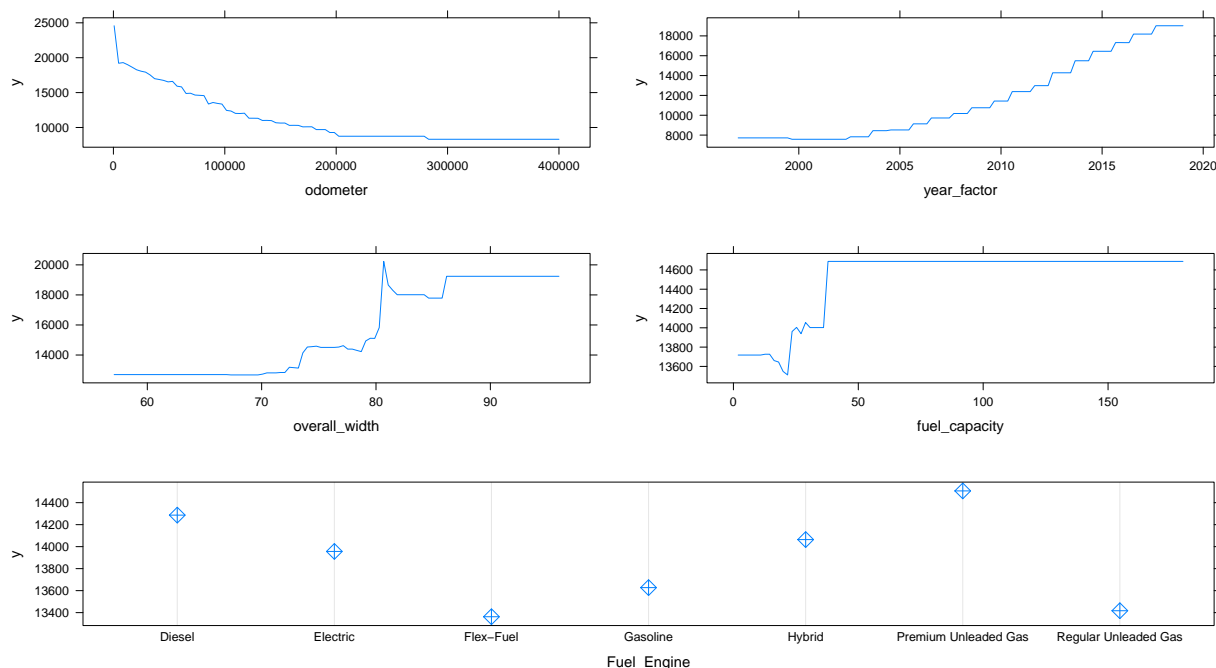 25000
20000
15000
10000
y
0 100000 200000 300000 400000
odometer
18000
16000
14000
12000
10000
8000
y
2000 2005 2010 2015 2020
year_factor
20000
18000
16000
14000
y
60 70 80 90
overall_width
14600
14400
14200
14000
13800
13600
y
0 50 100 150
fuel_capacity
14400
14200
14000
13800
13600
13400
y
Diesel Electric Flex−Fuel Gasoline Hybrid Premium Unleaded Gas Regular Unleaded Gas
Fuel_Engine